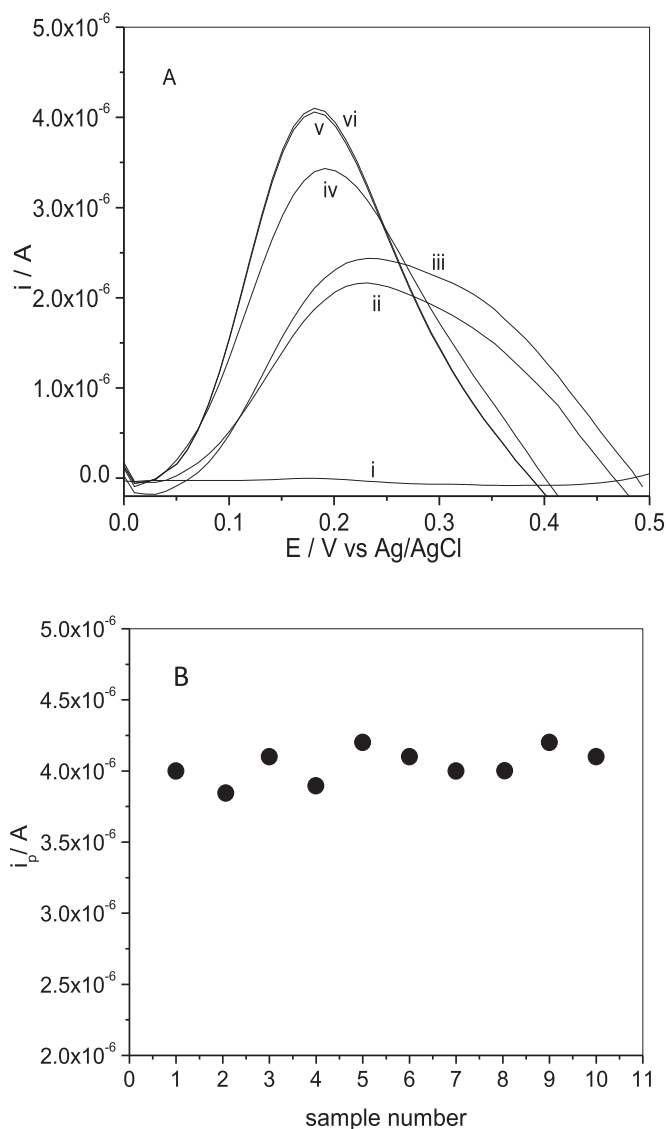 5.0x10⁻⁶
A
4.0x10⁻⁶
v
vi
iv
3.0x10⁻⁶
i / A
iii
2.0x10⁻⁶
ii
1.0x10⁻⁶
0.0
i
0.0 0.1 0.2 0.3 0.4 0.5
E / V vs Ag/AgCl
5.0x10⁻⁶
B
4.5x10⁻⁶
4.0x10⁻⁶
iₚ/ A
3.5x10⁻⁶
3.0x10⁻⁶
2.5x10⁻⁶
2.0x10⁻⁶
0 1 2 3 4 5 6 7 8 9 10 11
sample number